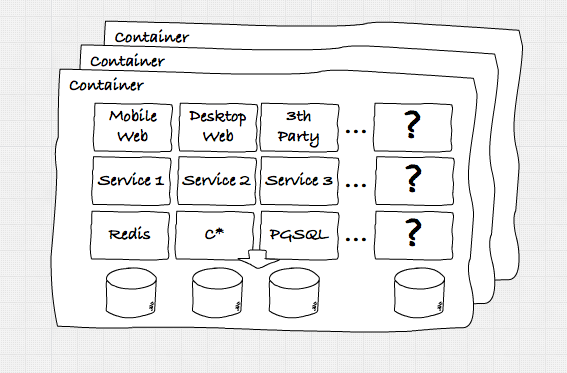 Container
Container
Container
Mobile Web
Desktop Web
3th Party
...
?
Service 1
Service 2
Service 3
...
?
Redis
C*
PGSQL
...
?